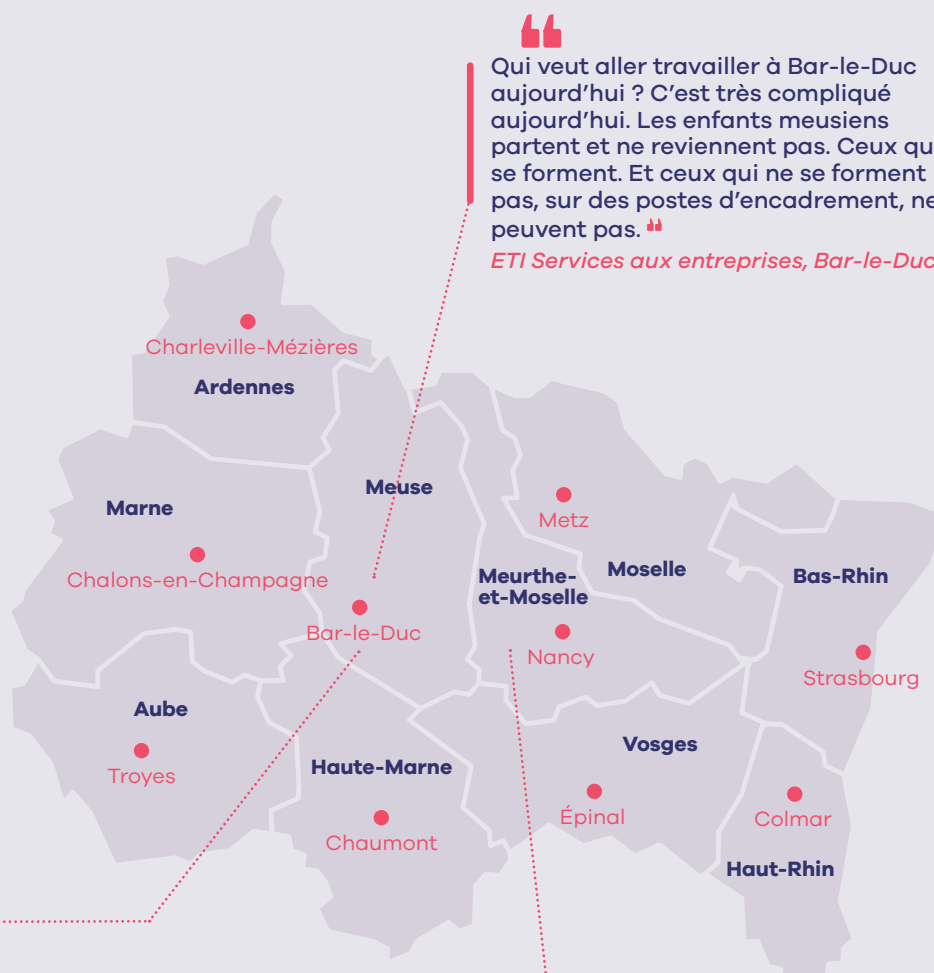 ❝
Qui veut aller travailler à Bar-le-Duc
aujourd’hui ? C’est très compliqué
aujourd’hui. Les enfants meusiens
partent et ne reviennent pas. Ceux qu
se forment. Et ceux qui ne se forment
pas, sur des postes d’encadrement, ne
peuvent pas. ❝
ETI Services aux entreprises, Bar-le-Duc
Charleville-Mézières
Ardennes
Meuse
Marne
Metz
Chalons-en-Champagne
Meurthe-
et-Moselle
Moselle
Bas-Rhin
Bar-le-Duc
Nancy
Strasbourg
Aube
Troyes
Haute-Marne
Vosges
Chaumont
Épinal
Colmar
Haut-Rhin